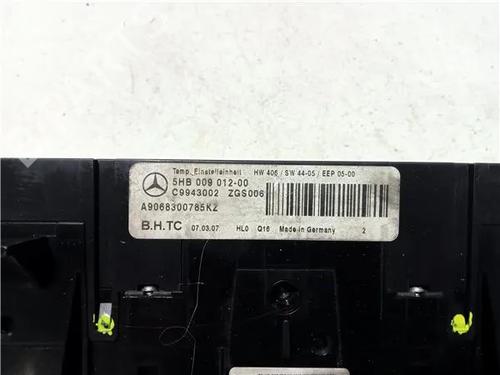 Temp. Einstelleinheit HW 406 / SW 44-05 / EEP 05-00
5HB 009 012-00
C9943002 ZGS006
A9068300785KZ
B.H.TC 07.03.07 HL0 Q16 Made in Germany 2